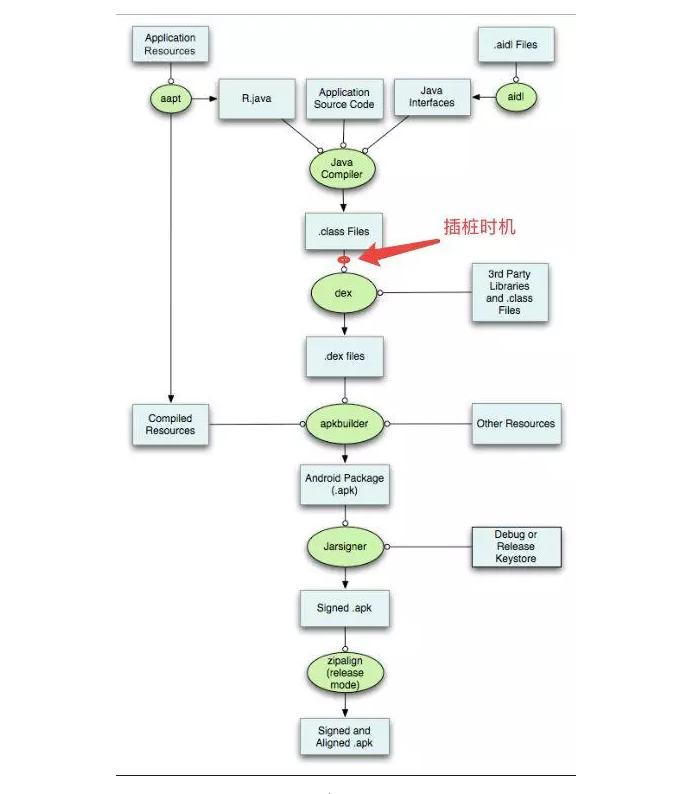 Application
Resources
.aidl Files
aapt
R.java
Application
Source Code
Java
Interfaces
aidl
Java
Compiler
.class Files
插桩时机
dex
3rd Party
Libraries
and .class
Files
.dex files
Compiled
Resources
apkbuilder
Other Resources
Android Package
(.apk)
Jarsigner
Debug or
Release
Keystore
Signed .apk
zipalign
(release
mode)
Signed and
Aligned .apk